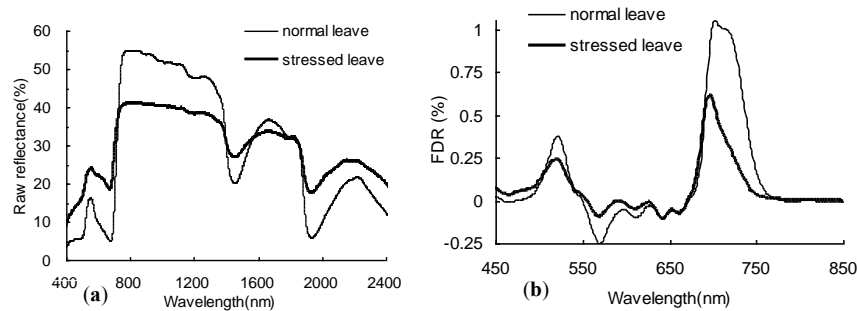 normal leave
stressed leave
Raw reflectance(%)
60
50
40
30
20
10
0
400
800
1200
1600
2000
2400
(a)
Wavelength(nm)
normal leave
stressed leave
FDR (%)
1
0.75
0.5
0.25
0
-0.25
450
550
650
750
850
(b)
Wavelength(nm)